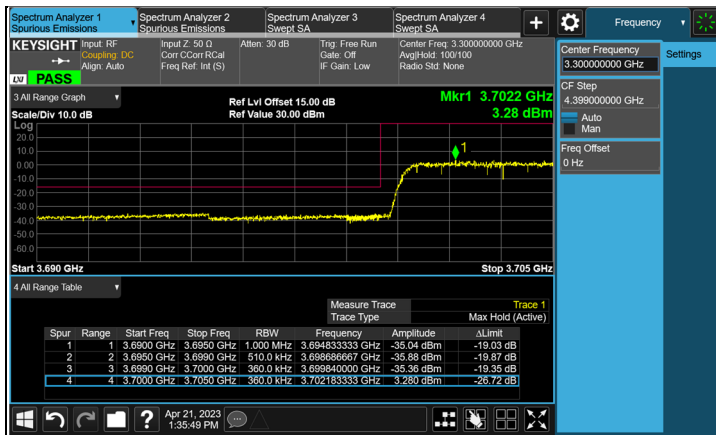 Spectrum Analyzer 1
Spurious Emissions
Spectrum Analyzer 2
Spurious Emissions
Spectrum Analyzer 3
Swept SA
Spectrum Analyzer 4
Swept SA
+
Frequency
KEYSIGHT
Input: RF
Coupling: DC
Align: Auto
Input Z: 50 Ω
Corr CCorr RCal
Freq Ref: Int (S)
Atten: 30 dB
Trig: Free Run
Gate: Off
IF Gain: Low
Center Freq: 3.300000000 GHz
Avg|Hold: 100/100
Radio Std: None
LXI PASS
Center Frequency
3.300000000 GHz
Settings
CF Step
4.399000000 GHz
Auto
Man
Freq Offset
0 Hz
3 All Range Graph
Scale/Div 10.0 dB
Ref Lvl Offset 15.00 dB
Ref Value 30.00 dBm
Mkr1 3.7022 GHz
3.28 dBm
Log
20.0
10.0
0.00
-10.0
-20.0
-30.0
-40.0
-50.0
-60.0
1
Start 3.690 GHz
Stop 3.705 GHz
4 All Range Table
Measure Trace Trace 1
Trace Type Max Hold (Active)
Spur Range Start Freq Stop Freq RBW Frequency Amplitude ΔLimit
1 1 3.6900 GHz 3.6950 GHz 1.000 MHz 3.694833333 GHz -35.04 dBm -19.03 dB
2 2 3.6950 GHz 3.6990 GHz 510.0 kHz 3.698686667 GHz -35.88 dBm -19.87 dB
3 3 3.6990 GHz 3.7000 GHz 360.0 kHz 3.699840000 GHz -35.36 dBm -19.35 dB
4 4 3.7000 GHz 3.7050 GHz 360.0 kHz 3.702183333 GHz 3.280 dBm -26.72 dB
?
Apr 21, 2023
1:35:49 PM